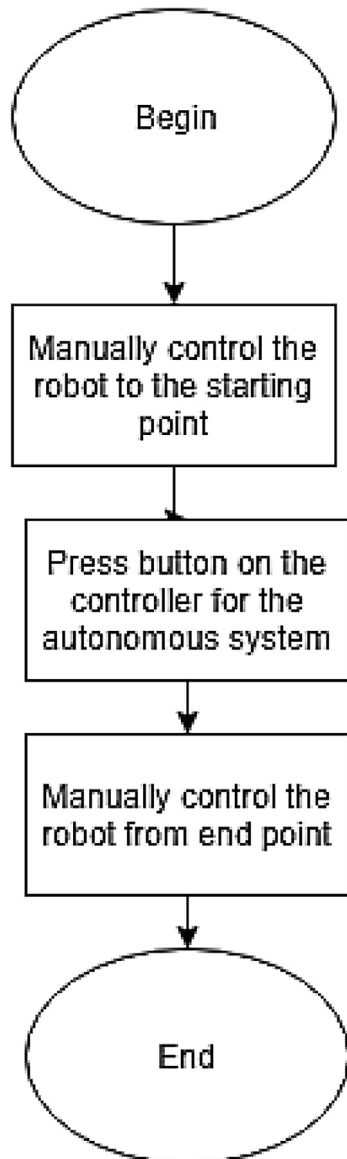 Begin
Manually control the
robot to the starting
point
Press button on the
controller for the
autonomous system
Manually control the
robot from end point
End